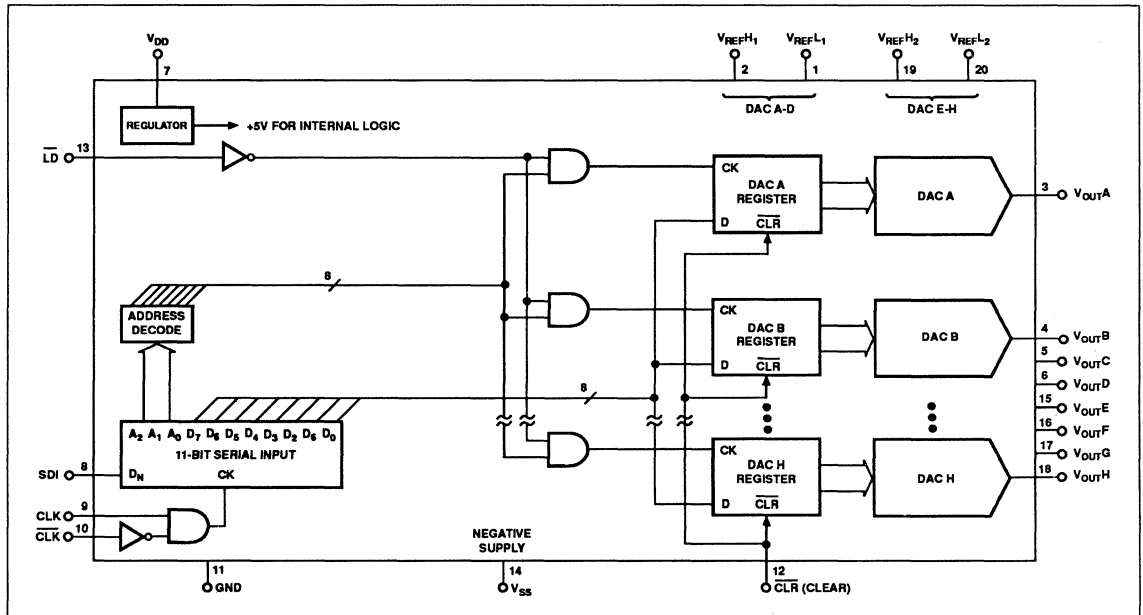 VDD
7
VREFH1
2
VREFL1
1
VREFH2
19
VREFL2
20
DAC A-D
DAC E-H
REGULATOR
+5V FOR INTERNAL LOGIC
LD
13
CK
DAC A
REGISTER
D
CLR
DAC A
3
VOUTA
8
ADDRESS
DECODE
CK
DAC B
REGISTER
D
CLR
DAC B
4
VOUTB
5
VOUTC
6
VOUTD
15
VOUTE
16
VOUTF
17
VOUTG
18
VOUTH
8
A2 A1 A0 D7 D6 D5 D4 D3 D2 D6 D0
11-BIT SERIAL INPUT
DN
CK
SDI
8
CK
DAC H
REGISTER
D
CLR
DAC H
CLK
9
CLK
10
NEGATIVE
SUPPLY
11
GND
14
VSS
12
CLR (CLEAR)